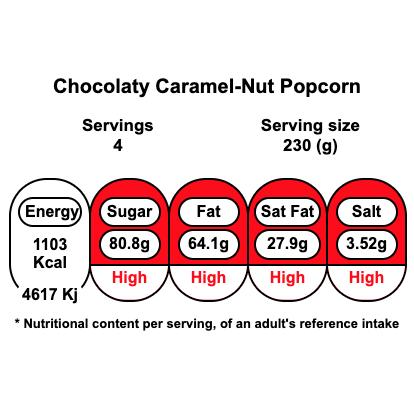 Chocolaty Caramel-Nut Popcorn
Servings
4
Serving size
230 (g)
Energy
1103
Kcal
4617 Kj
Sugar
80.8g
High
Fat
64.1g
High
Sat Fat
27.9g
High
Salt
3.52g
High
* Nutritional content per serving, of an adult's reference intake